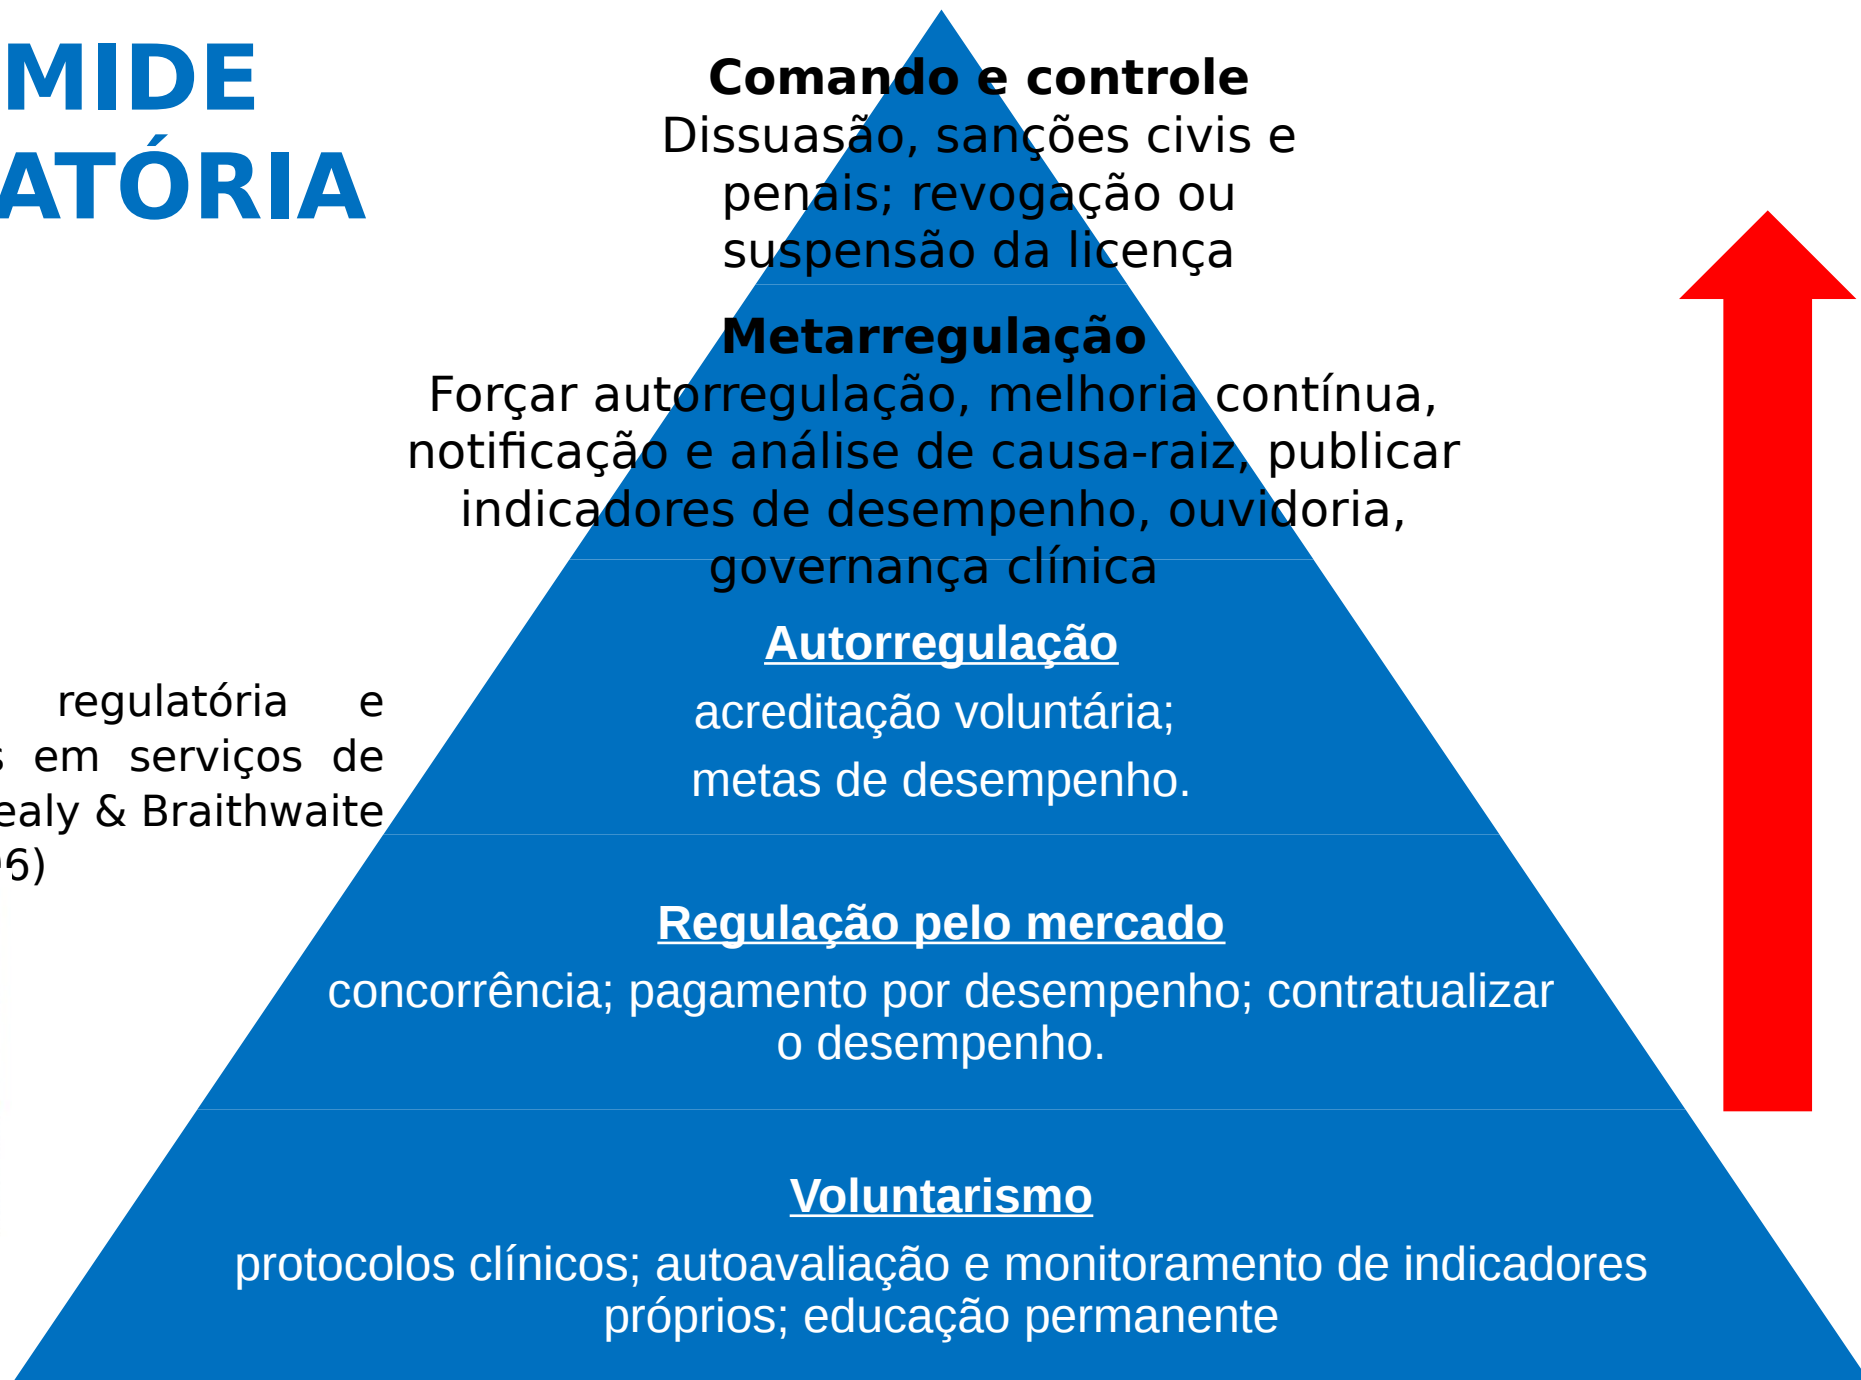 MIDE
ATÓRIA
Comando e controle
Dissuasão, sanções civis e
penais; revogação ou
suspensão da licença
Metarregulação
Forçar autorregulação, melhoria contínua,
notificação e análise de causa-raiz, publicar
indicadores de desempenho, ouvidoria,
governança clínica
Autorregulação
acreditação voluntária;
metas de desempenho.
regulatória e
s em serviços de
ealy & Braithwaite
6)
Regulação pelo mercado
concorrência; pagamento por desempenho; contratualizar
o desempenho.
Voluntarismo
protocolos clínicos; autoavaliação e monitoramento de indicadores
próprios; educação permanente